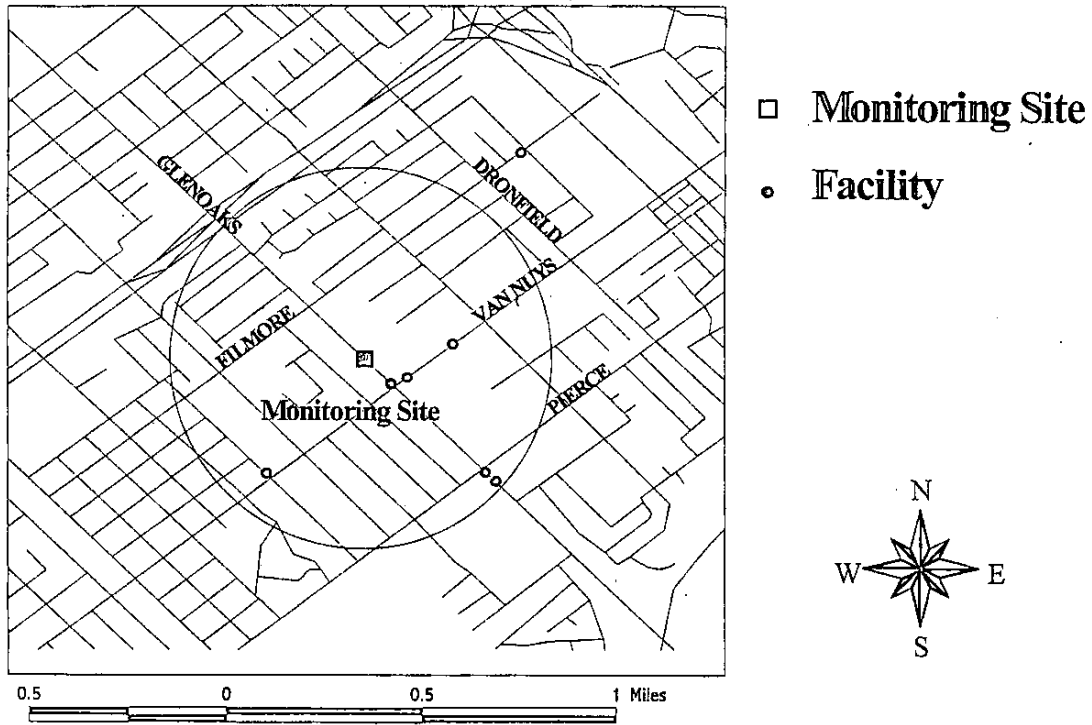 Monitoring Site
Facility
GLENOAKS
DRONFIELD
VAN NUYS
FILMORE
PIERCE
Monitoring Site
N
W E
S
0.5 0 0.5 1 Miles